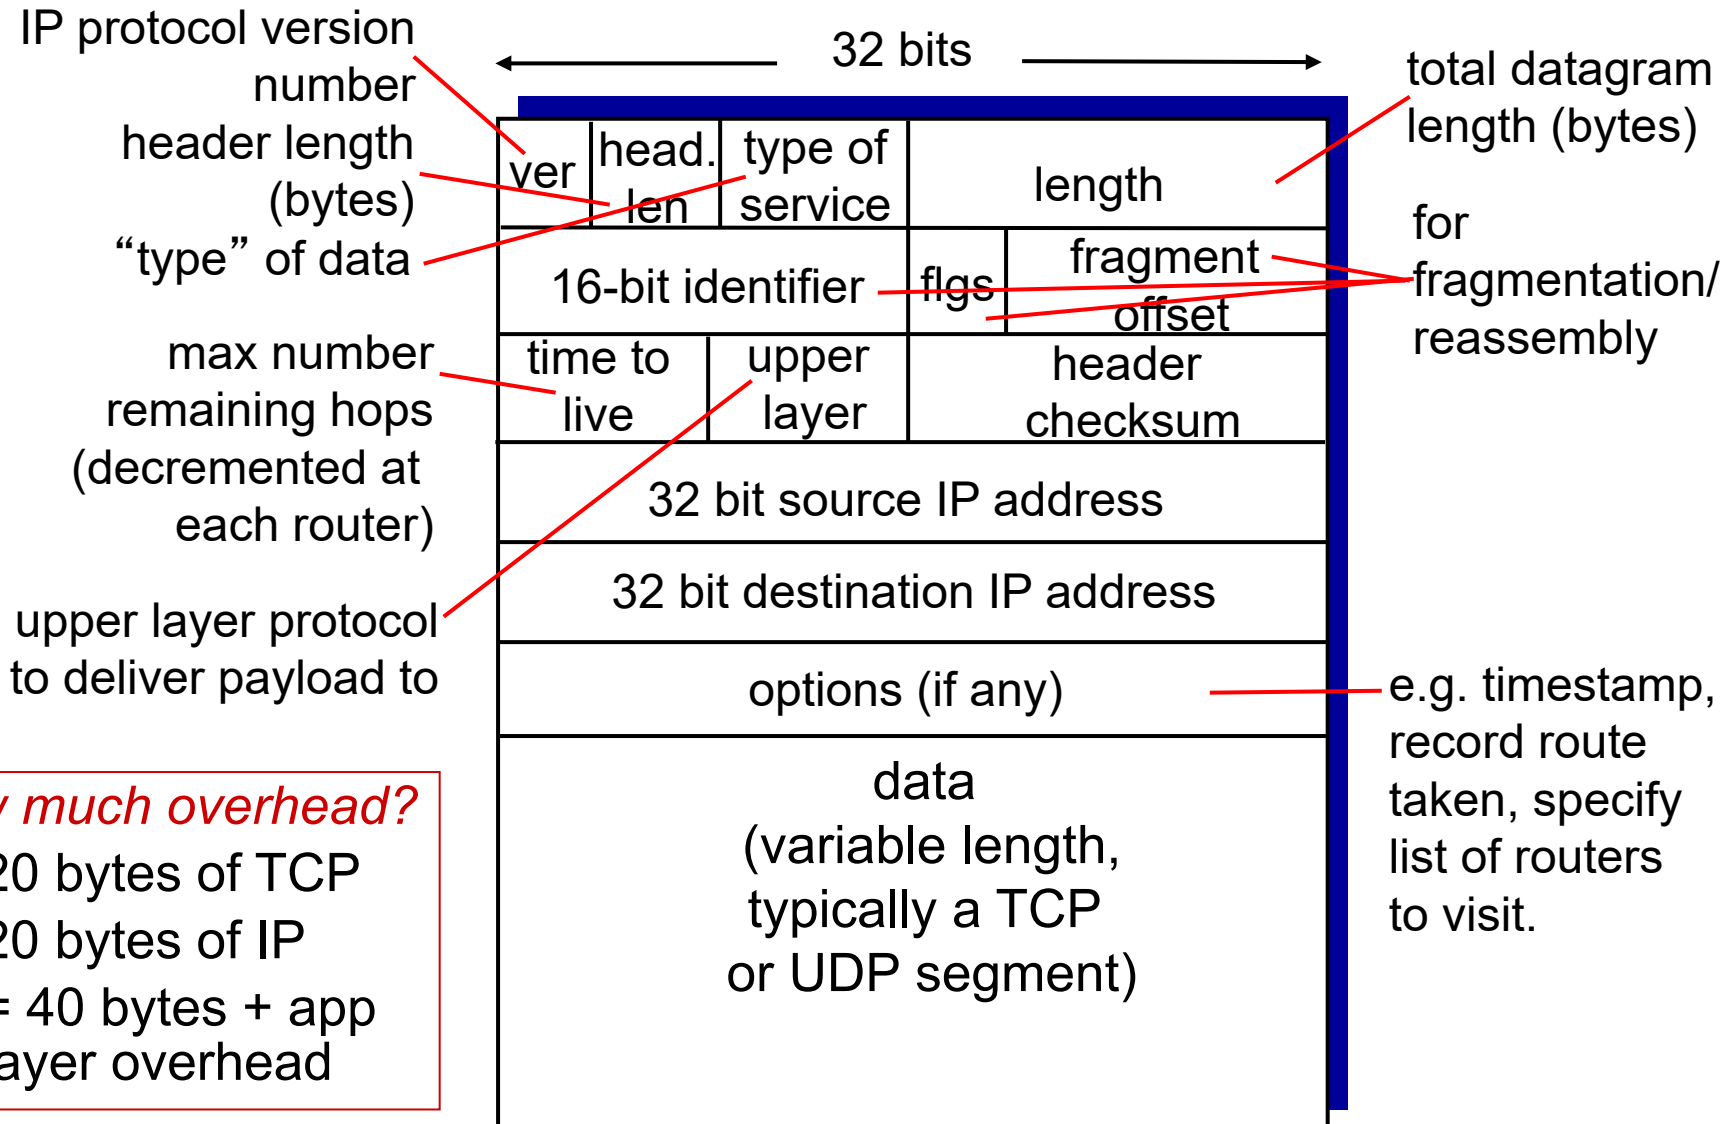 IP protocol version
number
header length
(bytes)
“type” of data
max number
remaining hops
(decremented at
each router)
upper layer protocol
to deliver payload to
much overhead?
20 bytes of TCP
20 bytes of IP
= 40 bytes + app
ayer overhead
32 bits
ver
head.
len
type of
service
length
16-bit identifier
flgs
fragment
offset
time to
live
upper
layer
header
checksum
32 bit source IP address
32 bit destination IP address
options (if any)
data
(variable length,
typically a TCP
or UDP segment)
total datagram
length (bytes)
for
fragmentation/
reassembly
e.g. timestamp,
record route
taken, specify
list of routers
to visit.